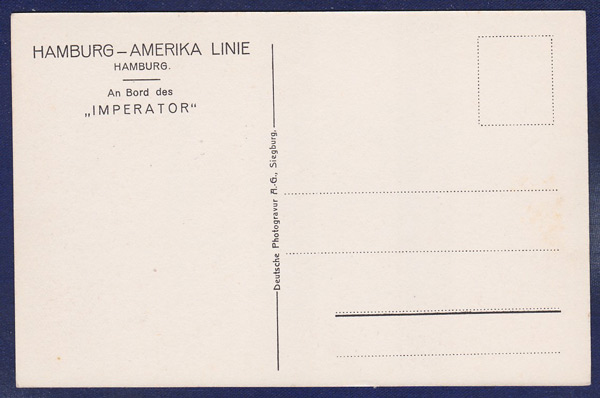 HAMBURG–AMERIKA LINIE
HAMBURG.
An Bord des
„IMPERATOR“
Deutsche Photogravur A.-G., Siegburg.